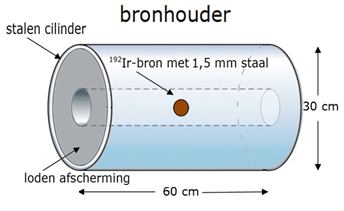 bronhouder
stalen cilinder
¹⁹²Ir-bron met 1,5 mm staal
30 cm
loden afscherming
60 cm